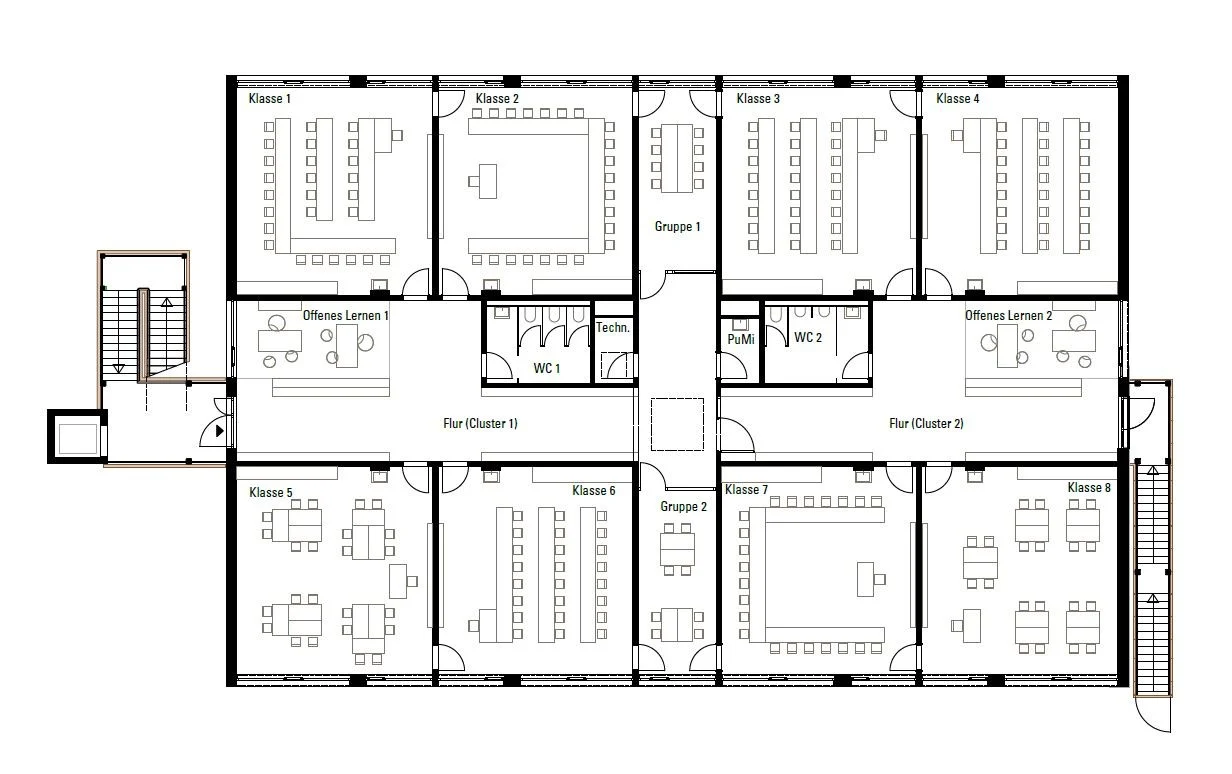 Klasse 1
Klasse 2
Klasse 3
Klasse 4
Gruppe 1
Offenes Lernen 1
Techn.
WC 1
PuMi
WC 2
Offenes Lernen 2
Flur (Cluster 1)
Flur (Cluster 2)
Klasse 5
Klasse 6
Gruppe 2
Klasse 7
Klasse 8